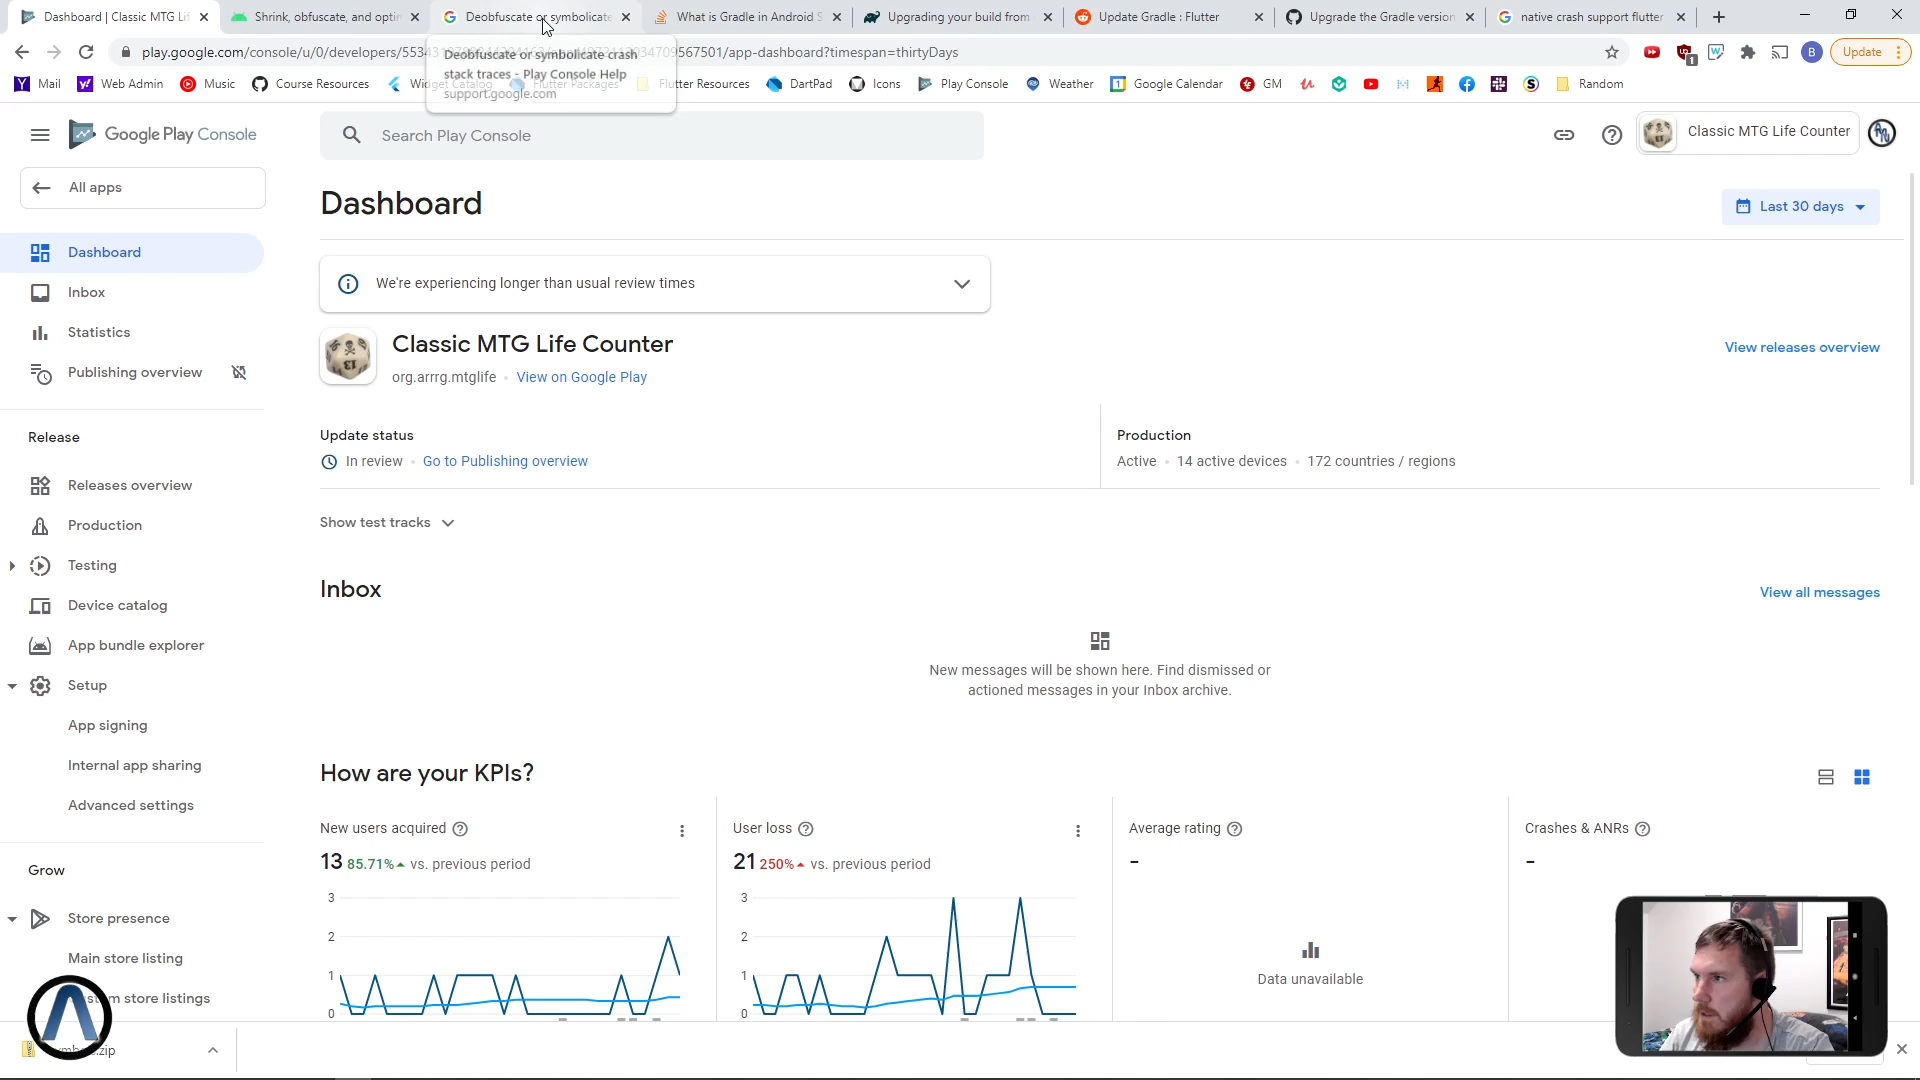 Dashboard | Classic MTG Lif
Shrink, obfuscate, and optim
Deobfuscate or symbolicate
What is Gradle in Android S
Upgrading your build from
Update Gradle : Flutter
Upgrade the Gradle version
native crash support flutter
play.google.com/console/u/0/developers/
567501/app-dashboard?timespan=thirtyDays
Update
Deobfuscate or symbolicate crash
stack traces - Play Console Help
support.google.com
Mail
Web Admin
Music
Course Resources
Widget Catalog
Flutter Packages
Flutter Resources
DartPad
Icons
Play Console
Weather
Google Calendar
GM
Random
Google Play Console
Search Play Console
Classic MTG Life Counter
All apps
Dashboard
Inbox
Statistics
Publishing overview
Release
Releases overview
Production
Testing
Device catalog
App bundle explorer
Setup
App signing
Internal app sharing
Advanced settings
Grow
Store presence
Main store listing
store listings
.zip
Dashboard
Last 30 days
We're experiencing longer than usual review times
Classic MTG Life Counter
org.arrrg.mtglife • View on Google Play
View releases overview
Update status
In review • Go to Publishing overview
Production
Active • 14 active devices • 172 countries / regions
Show test tracks
Inbox
View all messages
New messages will be shown here. Find dismissed or
actioned messages in your Inbox archive.
How are your KPIs?
New users acquired
13 85.71% vs. previous period
3
2
1
0
User loss
21 250% vs. previous period
3
2
1
0
Average rating
-
Data unavailable
Crashes & ANRs
-